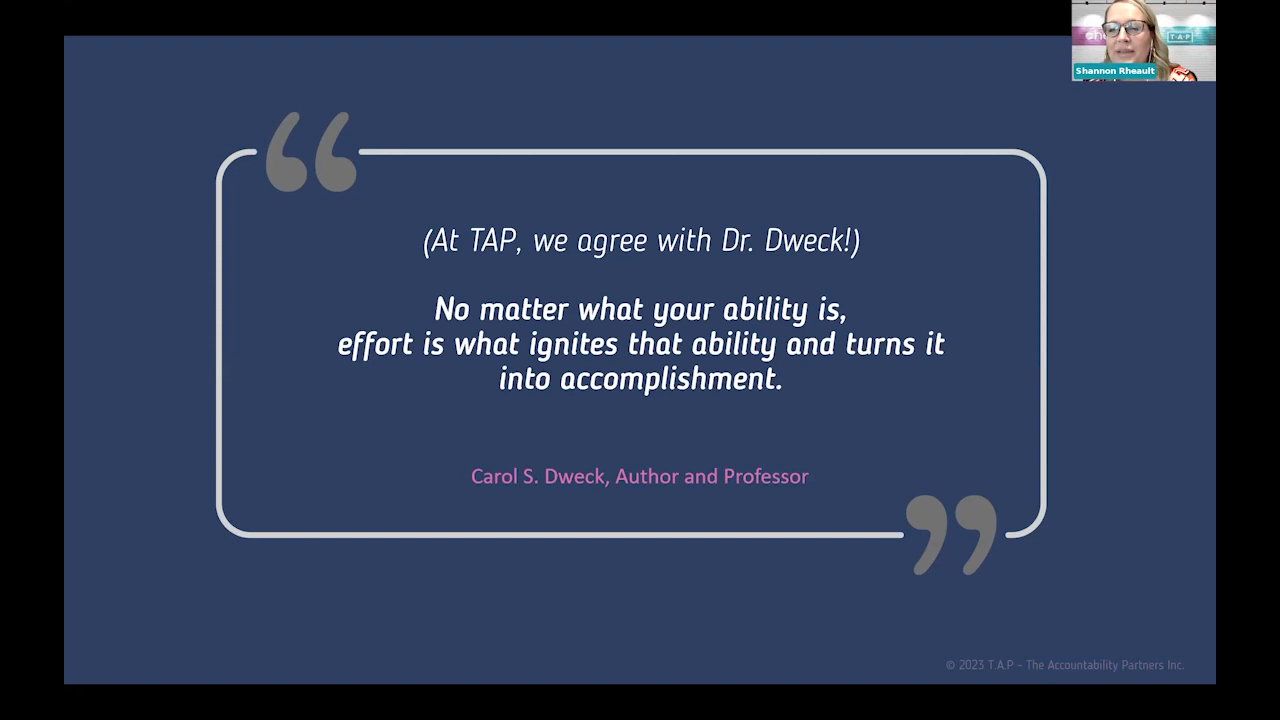 Shannon Rheault
TAP
(At TAP, we agree with Dr. Dweck!)
No matter what your ability is,
effort is what ignites that ability and turns it
into accomplishment.
Carol S. Dweck, Author and Professor
© 2023 T.A.P - The Accountability Partners Inc.